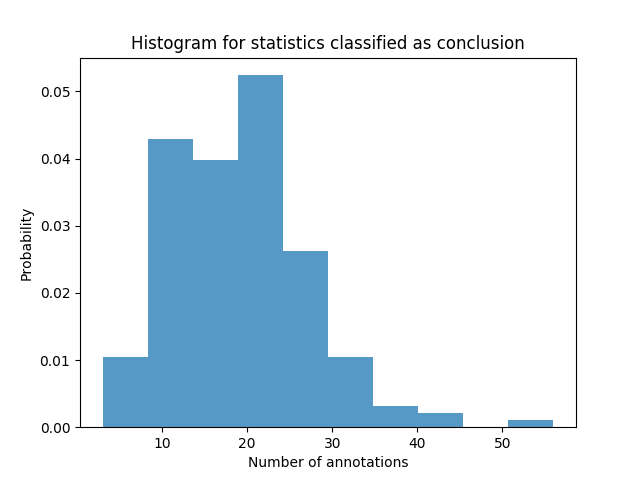 Histogram for statistics classified as conclusion
0.05
0.04
0.03
0.02
0.01
0.00
Probability
10 20 30 40 50
Number of annotations